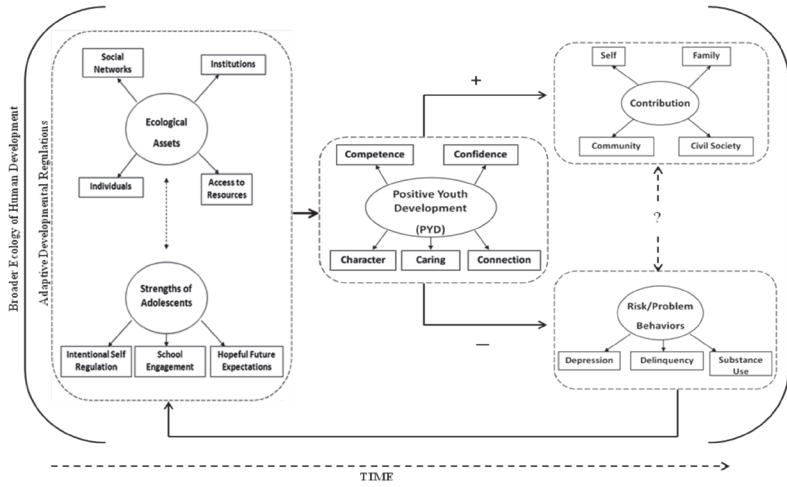 Broader Ecology of Human Development
Adaptive Developmental Regulations
Social
Networks
Institutions
Ecological
Assets
Individuals
Access to
Resources
Strengths of
Adolescents
Intentional Self
Regulation
School
Engagement
Hopeful Future
Expectations
Competence
Confidence
Positive Youth
Development
(PYD)
Character
Caring
Connection
+
–
Self
Family
Contribution
Community
Civil Society
?
Risk/Problem
Behaviors
Depression
Delinquency
Substance
Use
TIME